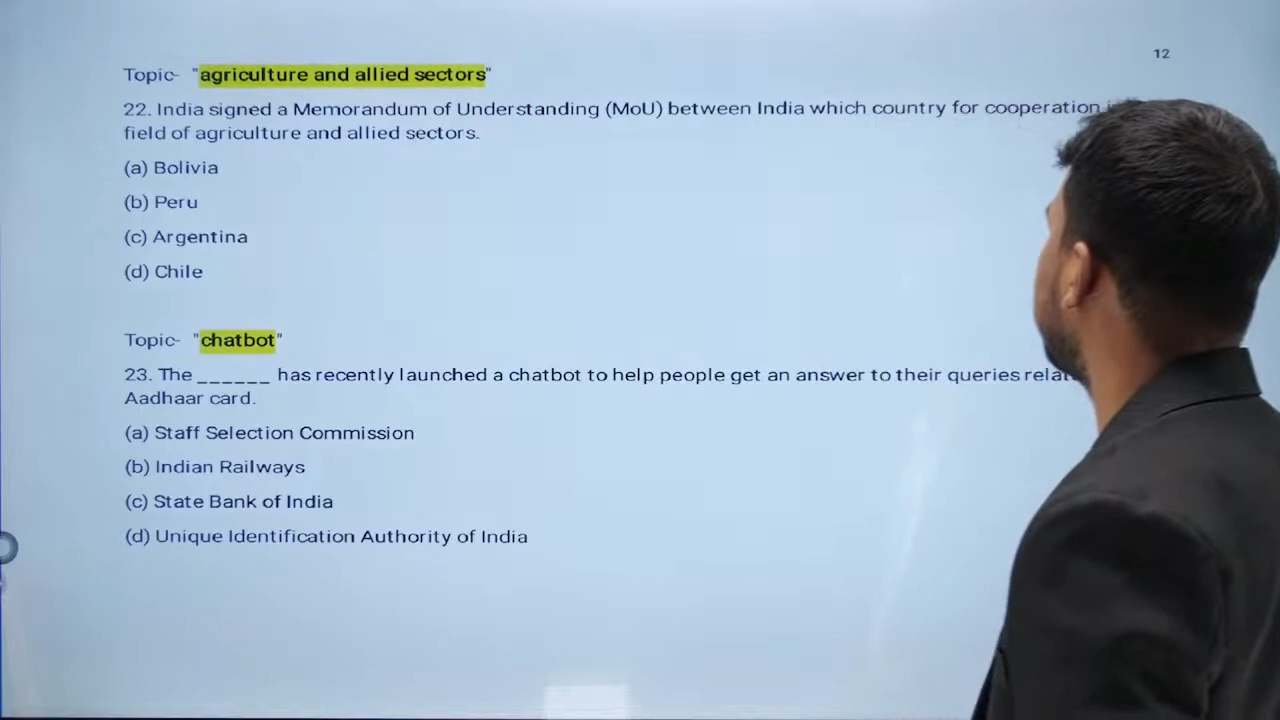 12
Topic- "agriculture and allied sectors"
22. India signed a Memorandum of Understanding (MoU) between India which country for cooperation
field of agriculture and allied sectors.
(a) Bolivia
(b) Peru
(c) Argentina
(d) Chile
Topic- "chatbot"
23. The ______ has recently launched a chatbot to help people get an answer to their queries
Aadhaar card.
(a) Staff Selection Commission
(b) Indian Railways
(c) State Bank of India
(d) Unique Identification Authority of India